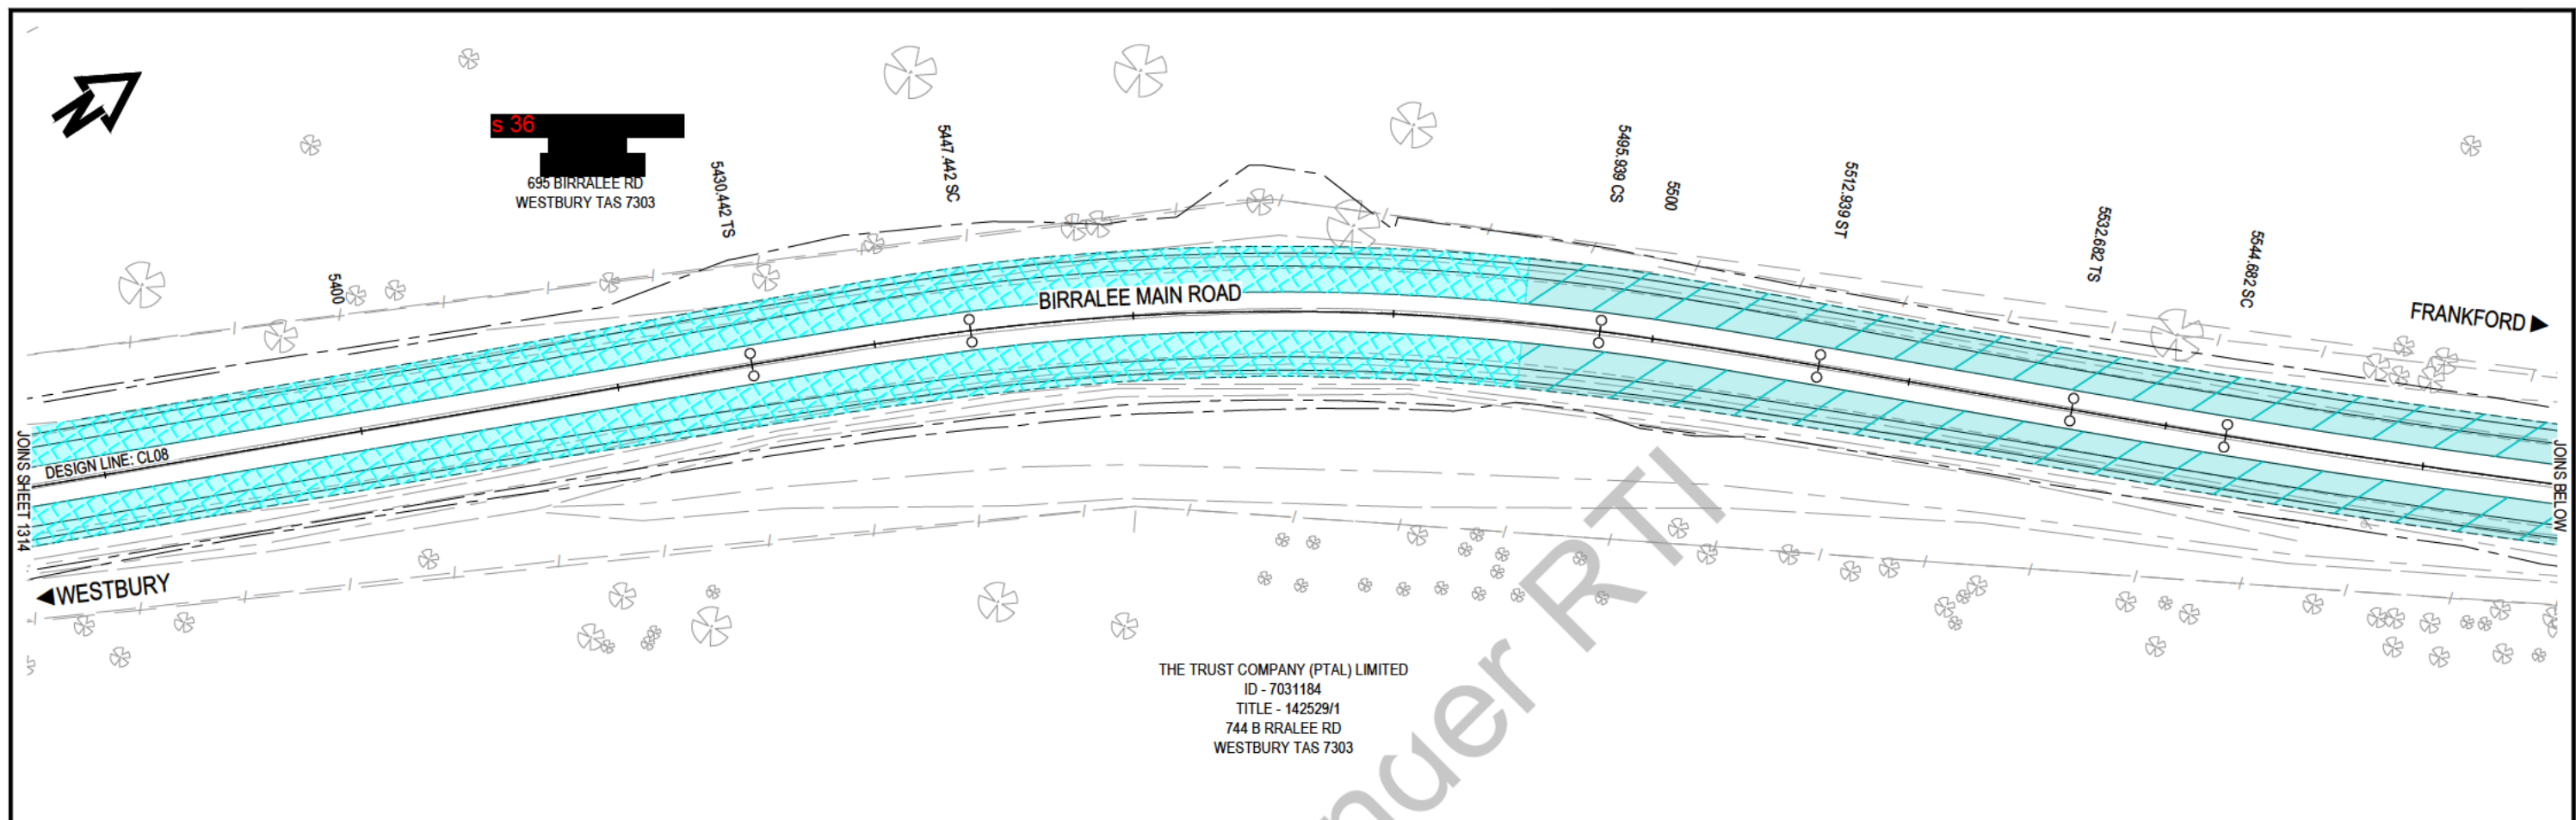 s 36
695 BIRRALEE RD
WESTBURY TAS 7303
5400
5430.442 TS
5447.442 SC
5495.939 CS
5500
5512.939 ST
5532.682 TS
5544.682 SC
BIRRALEE MAIN ROAD
FRANKFORD
DESIGN LINE: CL08
JOINS SHEET 1314
JOINS BELOW
WESTBURY
THE TRUST COMPANY (PTAL) LIMITED
ID - 7031184
TITLE - 142529/1
744 B RRALEE RD
WESTBURY TAS 7303
RTI